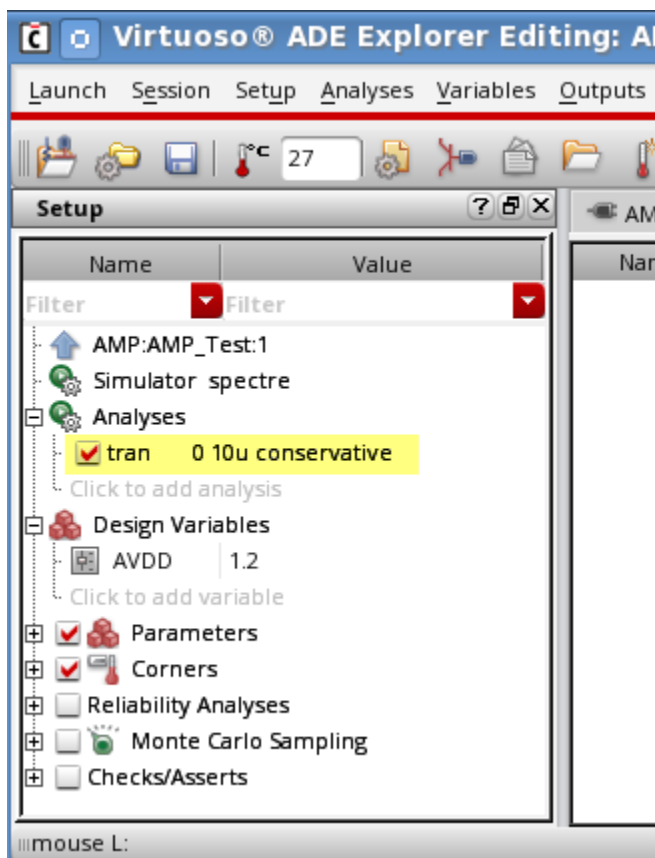 Virtuoso® ADE Explorer Editing: A
Launch Session Setup Analyses Variables Outputs
°C 27
Setup
AM
Name Value
Nar
Filter Filter
AMP:AMP_Test:1
Simulator spectre
Analyses
tran 0 10u conservative
Click to add analysis
Design Variables
AVDD 1.2
Click to add variable
Parameters
Corners
Reliability Analyses
Monte Carlo Sampling
Checks/Asserts
mouse L: